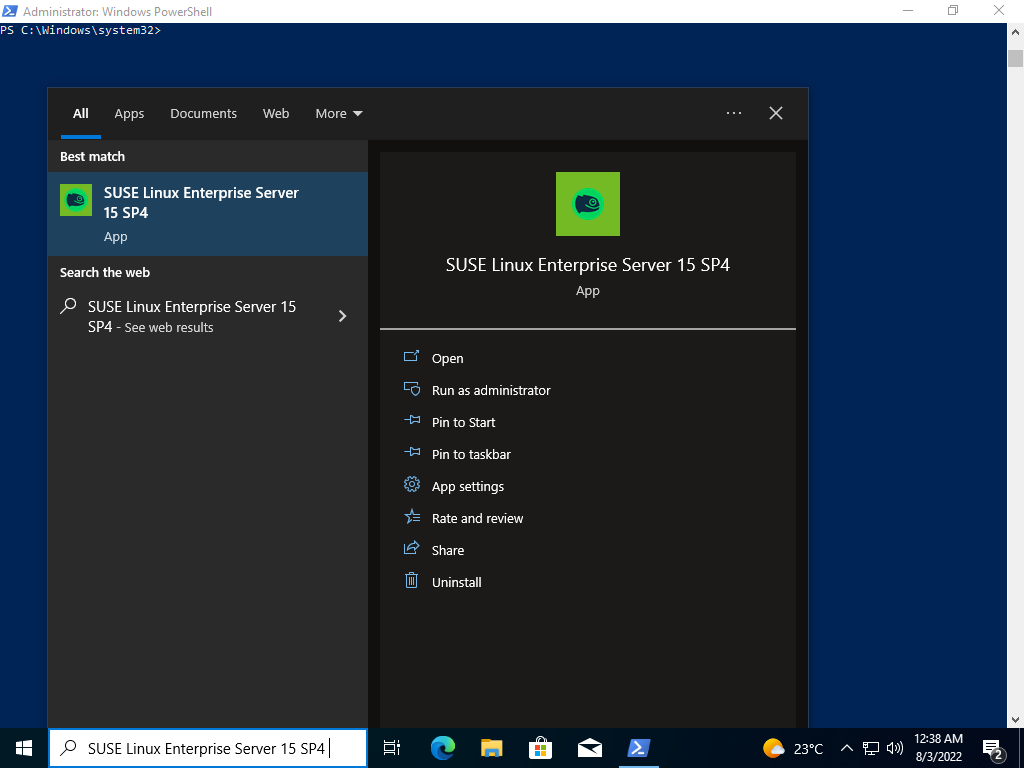 Administrator: Windows PowerShell
PS C:\Windows\system32>
All Apps Documents Web More
Best match
SUSE Linux Enterprise Server
15 SP4
App
Search the web
SUSE Linux Enterprise Server 15
SP4 - See web results
SUSE Linux Enterprise Server 15 SP4
App
Open
Run as administrator
Pin to Start
Pin to taskbar
App settings
Rate and review
Share
Uninstall
SUSE Linux Enterprise Server 15 SP4
23°C
12:38 AM
8/3/2022
2